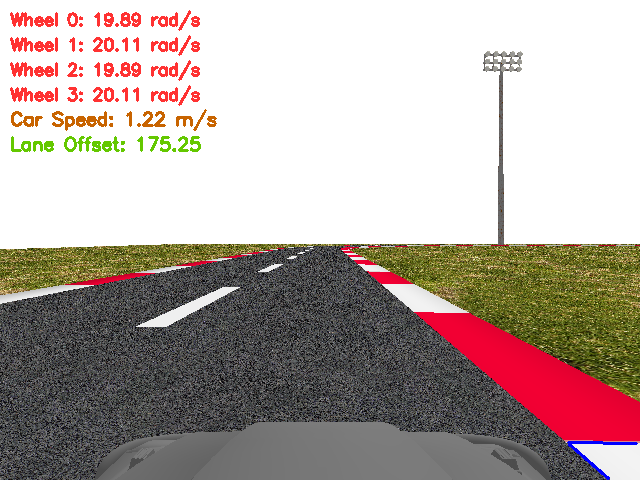 Wheel 0: 19.89 rad/s
Wheel 1: 20.11 rad/s
Wheel 2: 19.89 rad/s
Wheel 3: 20.11 rad/s
Car Speed: 1.22 m/s
Lane Offset: 175.25